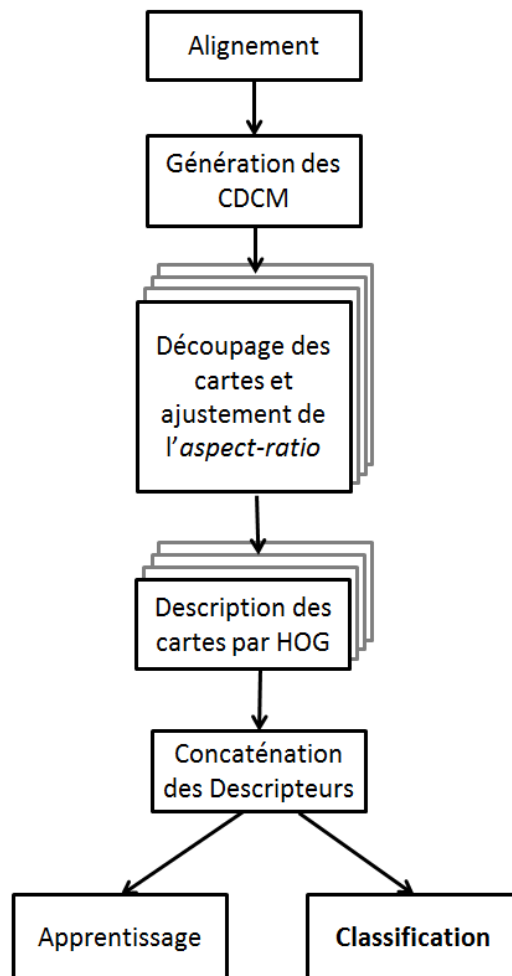 Alignement
Génération des
CDCM
Découpage des
cartes et
ajustement de
l'aspect-ratio
Description des
cartes par HOG
Concaténation
des Descripteurs
Apprentissage
Classification